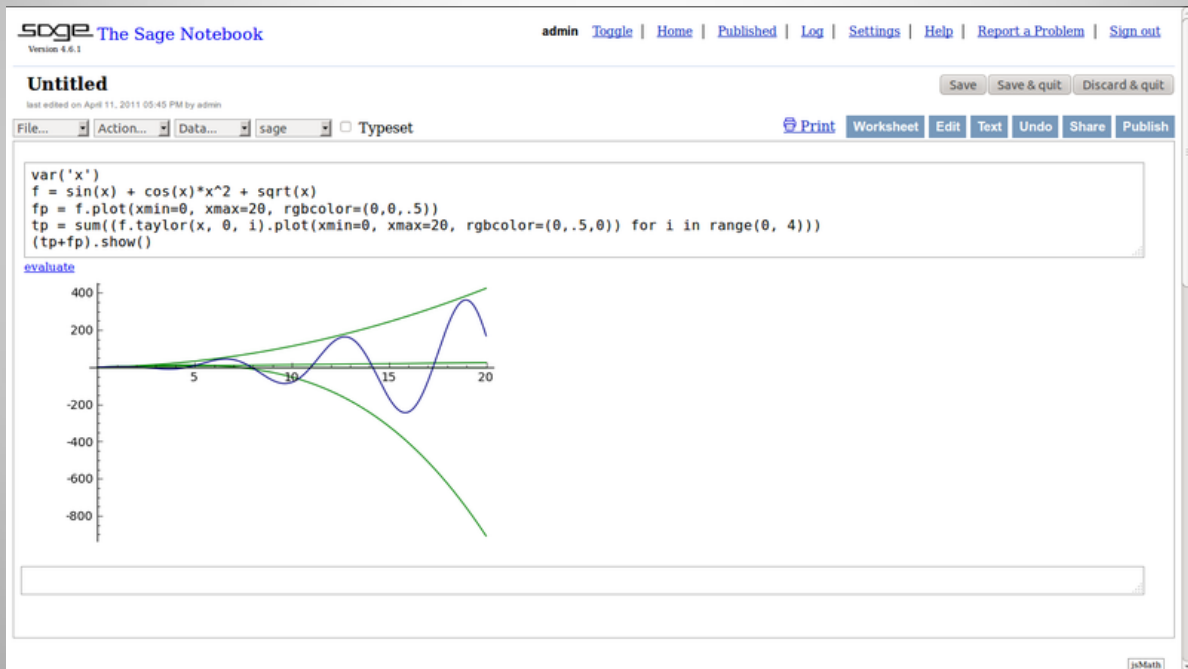 sage The Sage Notebook
Version 4.6.1
admin Toggle | Home | Published | Log | Settings | Help | Report a Problem | Sign out
Untitled
last edited on April 11, 2011 05:45 PM by admin
Save Save & quit Discard & quit
File... Action... Data... sage Typeset
Print Worksheet Edit Text Undo Share Publish
var('x')
f = sin(x) + cos(x)*x^2 + sqrt(x)
fp = f.plot(xmin=0, xmax=20, rgbcolor=(0,0,.5))
tp = sum((f.taylor(x, 0, i).plot(xmin=0, xmax=20, rgbcolor=(0,.5,0)) for i in range(0, 4)))
(tp+fp).show()
evaluate
400
200
5 10 15 20
-200
-400
-600
-800
jsMath